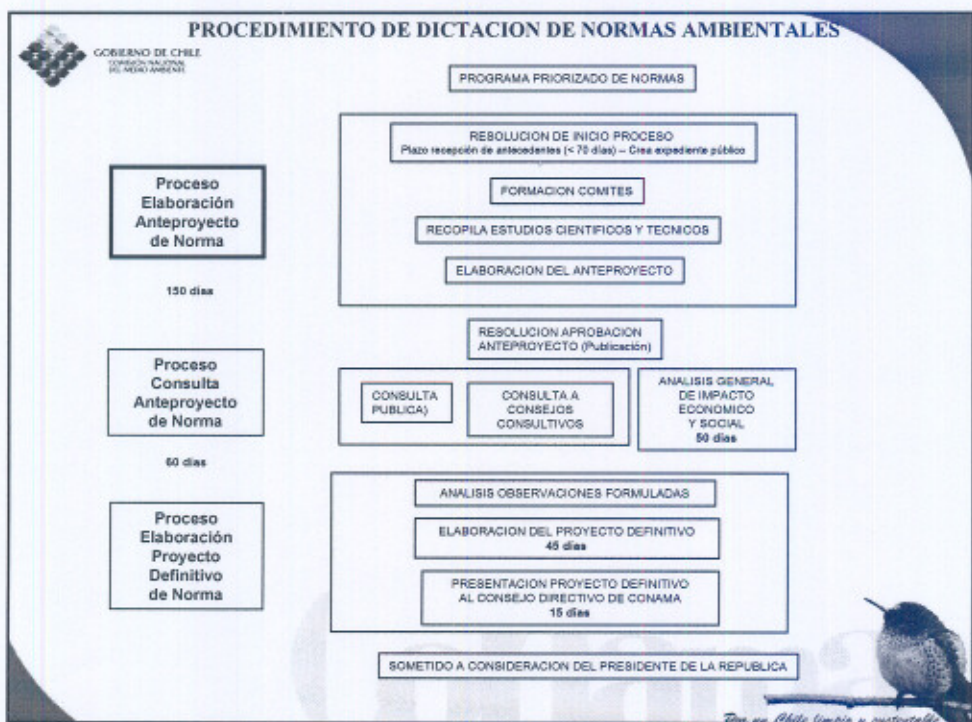 PROCEDIMIENTO DE DICTACION DE NORMAS AMBIENTALES
GOBIERNO DE CHILE
COMISION NACIONAL
DEL MEDIO AMBIENTE
PROGRAMA PRIORIZADO DE NORMAS
Proceso
Elaboración
Anteproyecto
de Norma
150 días
RESOLUCION DE INICIO PROCESO
Plazo recepción de antecedentes (< 70 días) – Crea expediente público
FORMACION COMITES
RECOPILA ESTUDIOS CIENTIFICOS Y TECNICOS
ELABORACION DEL ANTEPROYECTO
RESOLUCION APROBACION
ANTEPROYECTO (Publicación)
Proceso
Consulta
Anteproyecto
de Norma
60 días
CONSULTA
PUBLICA)
CONSULTA A
CONSEJOS
CONSULTIVOS
ANALISIS GENERAL
DE IMPACTO
ECONOMICO
Y SOCIAL
50 días
Proceso
Elaboración
Proyecto
Definitivo
de Norma
ANALISIS OBSERVACIONES FORMULADAS
ELABORACION DEL PROYECTO DEFINITIVO
45 días
PRESENTACION PROYECTO DEFINITIVO
AL CONSEJO DIRECTIVO DE CONAMA
15 días
SOMETIDO A CONSIDERACION DEL PRESIDENTE DE LA REPUBLICA
Por un Chile limpio y sustentable